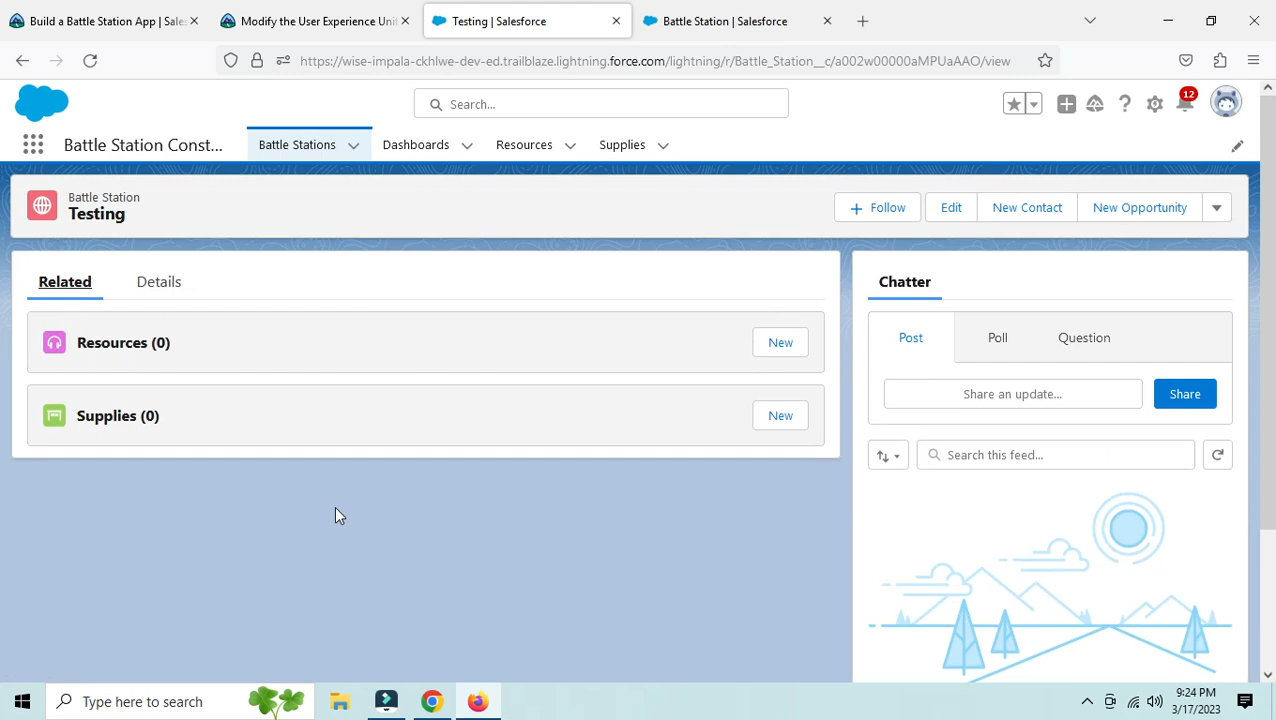 Build a Battle Station App | Sales
Modify the User Experience Unit
Testing | Salesforce
Battle Station | Salesforce
https://wise-impala-ckhlwe-dev-ed.trailblaze.lightning.force.com/lightning/r/Battle_Station__c/a002w00000aMPUaAAO/view
Search...
12
Battle Station Const...
Battle Stations
Dashboards
Resources
Supplies
Battle Station
Testing
Follow
Edit
New Contact
New Opportunity
Related
Details
Resources (0)
New
Supplies (0)
New
Chatter
Post
Poll
Question
Share an update...
Share
Search this feed...
Type here to search
9:24 PM
3/17/2023